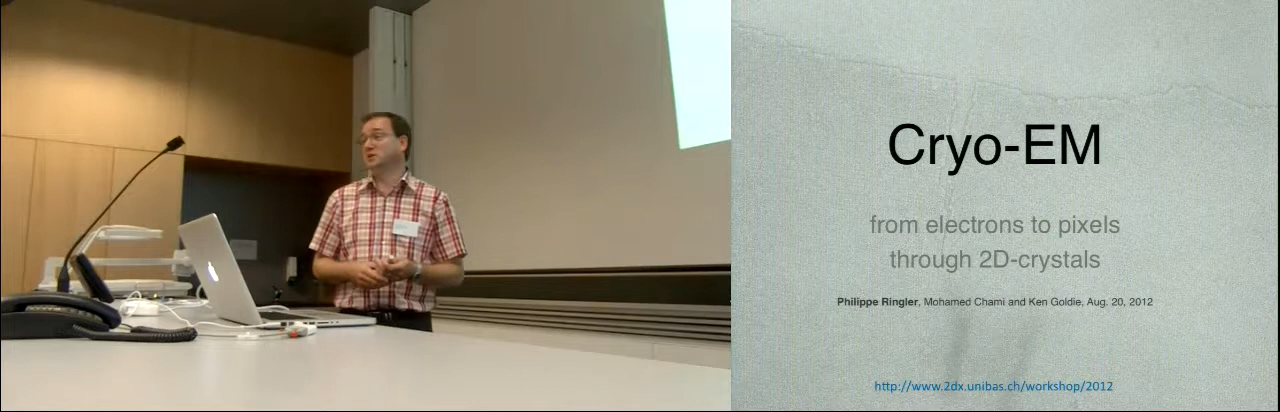 Cryo-EM
from electrons to pixels
through 2D-crystals
Philippe Ringler, Mohamed Chami and Ken Goldie, Aug. 20, 2012
http://www.2dx.unibas.ch/workshop/2012